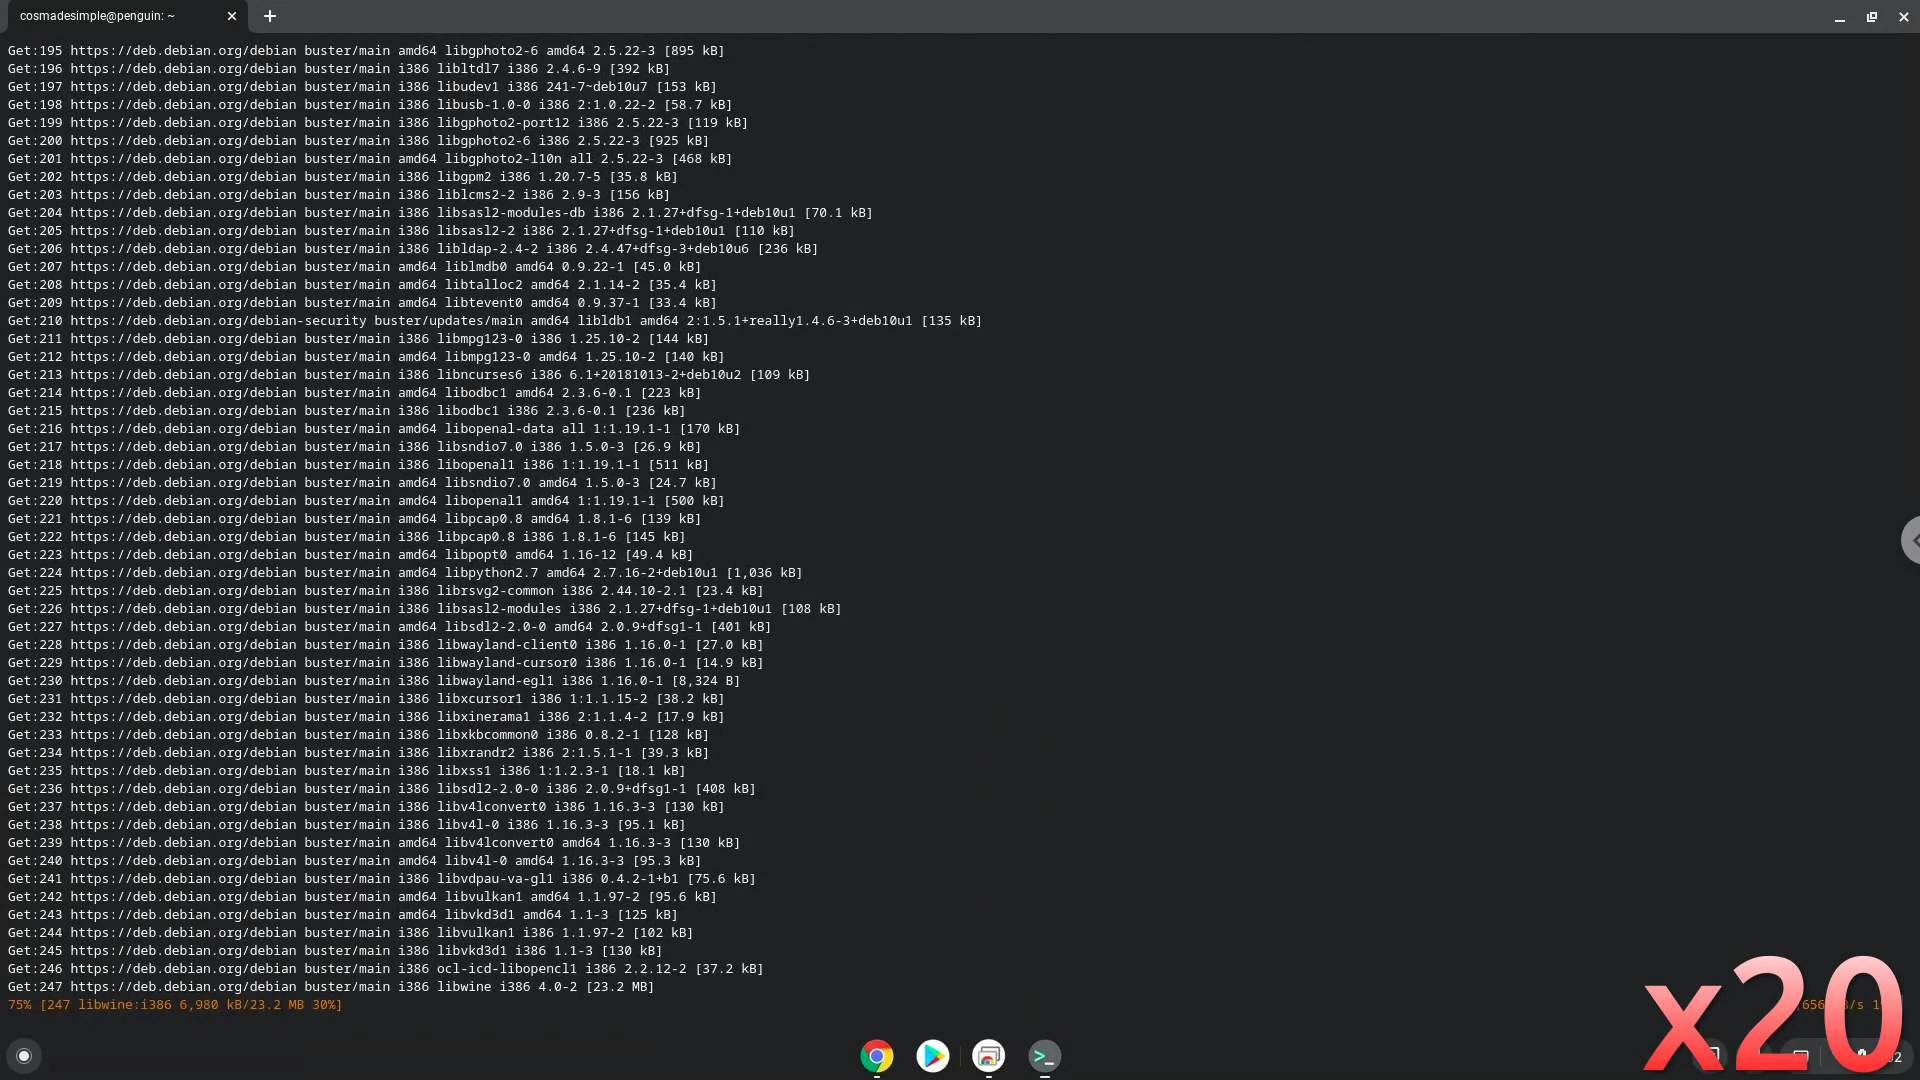 cosmadesimple@penguin: ~
Get:195 https://deb.debian.org/debian buster/main amd64 libgphoto2-6 amd64 2.5.22-3 [895 kB]
Get:196 https://deb.debian.org/debian buster/main i386 libltdl7 i386 2.4.6-9 [392 kB]
Get:197 https://deb.debian.org/debian buster/main i386 libudev1 i386 241-7~deb10u7 [153 kB]
Get:198 https://deb.debian.org/debian buster/main i386 libusb-1.0-0 i386 2:1.0.22-2 [58.7 kB]
Get:199 https://deb.debian.org/debian buster/main i386 libgphoto2-port12 i386 2.5.22-3 [119 kB]
Get:200 https://deb.debian.org/debian buster/main i386 libgphoto2-6 i386 2.5.22-3 [925 kB]
Get:201 https://deb.debian.org/debian buster/main amd64 libgphoto2-l10n all 2.5.22-3 [468 kB]
Get:202 https://deb.debian.org/debian buster/main i386 libgpm2 i386 1.20.7-5 [35.8 kB]
Get:203 https://deb.debian.org/debian buster/main i386 liblcms2-2 i386 2.9-3 [156 kB]
Get:204 https://deb.debian.org/debian buster/main i386 libsasl2-modules-db i386 2.1.27+dfsg-1+deb10u1 [70.1 kB]
Get:205 https://deb.debian.org/debian buster/main i386 libsasl2-2 i386 2.1.27+dfsg-1+deb10u1 [110 kB]
Get:206 https://deb.debian.org/debian buster/main i386 libldap-2.4-2 i386 2.4.47+dfsg-3+deb10u6 [236 kB]
Get:207 https://deb.debian.org/debian buster/main amd64 liblmdb0 amd64 0.9.22-1 [45.0 kB]
Get:208 https://deb.debian.org/debian buster/main amd64 libtalloc2 amd64 2.1.14-2 [35.4 kB]
Get:209 https://deb.debian.org/debian buster/main amd64 libtevent0 amd64 0.9.37-1 [33.4 kB]
Get:210 https://deb.debian.org/debian-security buster/updates/main amd64 libldb1 amd64 2:1.5.1+really1.4.6-3+deb10u1 [135 kB]
Get:211 https://deb.debian.org/debian buster/main i386 libmpg123-0 i386 1.25.10-2 [144 kB]
Get:212 https://deb.debian.org/debian buster/main amd64 libmpg123-0 amd64 1.25.10-2 [140 kB]
Get:213 https://deb.debian.org/debian buster/main i386 libncurses6 i386 6.1+20181013-2+deb10u2 [109 kB]
Get:214 https://deb.debian.org/debian buster/main amd64 libodbc1 amd64 2.3.6-0.1 [223 kB]
Get:215 https://deb.debian.org/debian buster/main i386 libodbc1 i386 2.3.6-0.1 [236 kB]
Get:216 https://deb.debian.org/debian buster/main amd64 libopenal-data all 1:1.19.1-1 [170 kB]
Get:217 https://deb.debian.org/debian buster/main i386 libsndio7.0 i386 1.5.0-3 [26.9 kB]
Get:218 https://deb.debian.org/debian buster/main i386 libopenal1 i386 1:1.19.1-1 [511 kB]
Get:219 https://deb.debian.org/debian buster/main amd64 libsndio7.0 amd64 1.5.0-3 [24.7 kB]
Get:220 https://deb.debian.org/debian buster/main amd64 libopenal1 amd64 1:1.19.1-1 [500 kB]
Get:221 https://deb.debian.org/debian buster/main amd64 libpcap0.8 amd64 1.8.1-6 [139 kB]
Get:222 https://deb.debian.org/debian buster/main i386 libpcap0.8 i386 1.8.1-6 [145 kB]
Get:223 https://deb.debian.org/debian buster/main amd64 libpopt0 amd64 1.16-12 [49.4 kB]
Get:224 https://deb.debian.org/debian buster/main amd64 libpython2.7 amd64 2.7.16-2+deb10u1 [1,036 kB]
Get:225 https://deb.debian.org/debian buster/main i386 librsvg2-common i386 2.44.10-2.1 [23.4 kB]
Get:226 https://deb.debian.org/debian buster/main i386 libsasl2-modules i386 2.1.27+dfsg-1+deb10u1 [108 kB]
Get:227 https://deb.debian.org/debian buster/main amd64 libsdl2-2.0-0 amd64 2.0.9+dfsg1-1 [401 kB]
Get:228 https://deb.debian.org/debian buster/main i386 libwayland-client0 i386 1.16.0-1 [27.0 kB]
Get:229 https://deb.debian.org/debian buster/main i386 libwayland-cursor0 i386 1.16.0-1 [14.9 kB]
Get:230 https://deb.debian.org/debian buster/main i386 libwayland-egl1 i386 1.16.0-1 [8,324 B]
Get:231 https://deb.debian.org/debian buster/main i386 libxcursor1 i386 1:1.1.15-2 [38.2 kB]
Get:232 https://deb.debian.org/debian buster/main i386 libxinerama1 i386 2:1.1.4-2 [17.9 kB]
Get:233 https://deb.debian.org/debian buster/main i386 libxkbcommon0 i386 0.8.2-1 [128 kB]
Get:234 https://deb.debian.org/debian buster/main i386 libxrandr2 i386 2:1.5.1-1 [39.3 kB]
Get:235 https://deb.debian.org/debian buster/main i386 libxss1 i386 1:1.2.3-1 [18.1 kB]
Get:236 https://deb.debian.org/debian buster/main i386 libsdl2-2.0-0 i386 2.0.9+dfsg1-1 [408 kB]
Get:237 https://deb.debian.org/debian buster/main i386 libv4lconvert0 i386 1.16.3-3 [130 kB]
Get:238 https://deb.debian.org/debian buster/main i386 libv4l-0 i386 1.16.3-3 [95.1 kB]
Get:239 https://deb.debian.org/debian buster/main amd64 libv4lconvert0 amd64 1.16.3-3 [130 kB]
Get:240 https://deb.debian.org/debian buster/main amd64 libv4l-0 amd64 1.16.3-3 [95.3 kB]
Get:241 https://deb.debian.org/debian buster/main i386 libvdpau-va-gl1 i386 0.4.2-1+b1 [75.6 kB]
Get:242 https://deb.debian.org/debian buster/main amd64 libvulkan1 amd64 1.1.97-2 [95.6 kB]
Get:243 https://deb.debian.org/debian buster/main amd64 libvkd3d1 amd64 1.1-3 [125 kB]
Get:244 https://deb.debian.org/debian buster/main i386 libvulkan1 i386 1.1.97-2 [102 kB]
Get:245 https://deb.debian.org/debian buster/main i386 libvkd3d1 i386 1.1-3 [130 kB]
Get:246 https://deb.debian.org/debian buster/main i386 ocl-icd-libopencl1 i386 2.2.12-2 [37.2 kB]
Get:247 https://deb.debian.org/debian buster/main i386 libwine i386 4.0-2 [23.2 MB]
75% [247 libwine:i386 6,980 kB/23.2 MB 30%]
x20